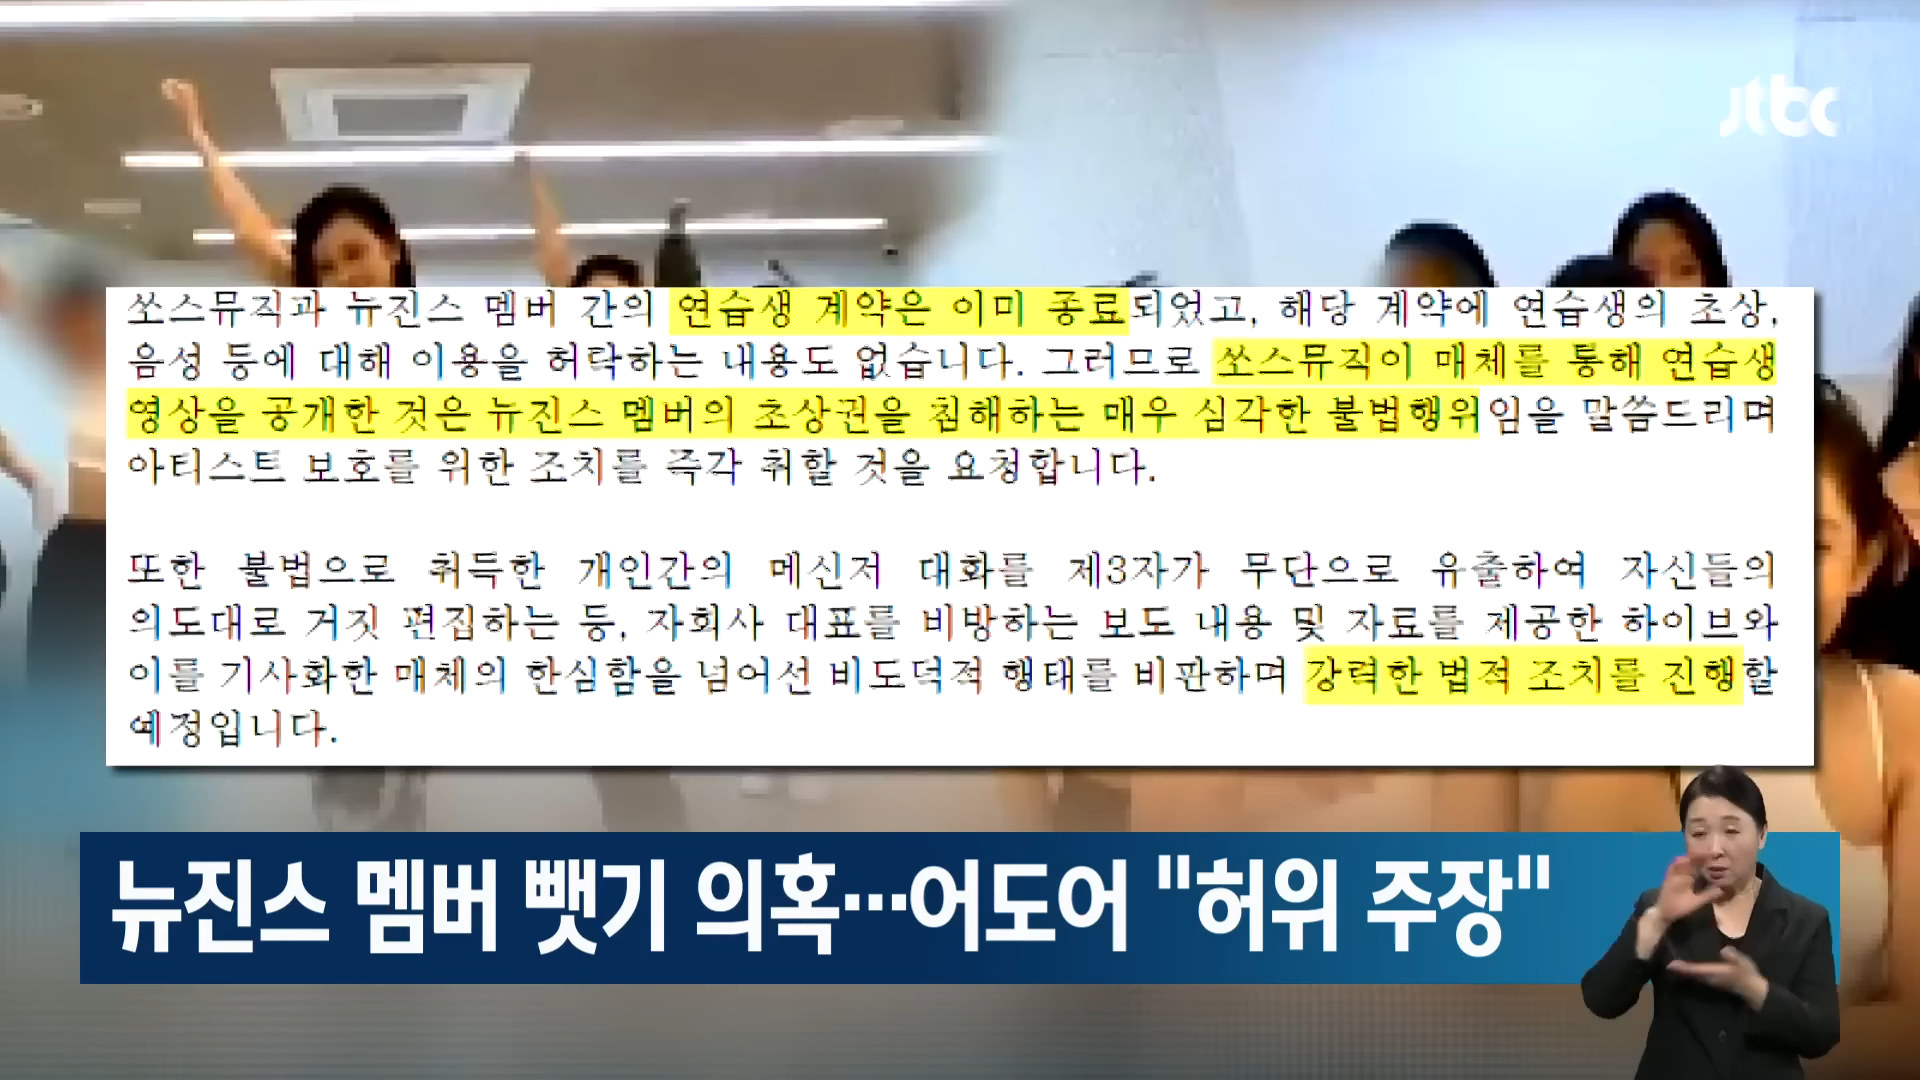 jtbc
쏘스뮤직과 뉴진스 멤버 간의 연습생 계약은 이미 종료되었고, 해당 계약에 연습생의 초상,
음성 등에 대해 이용을 허락하는 내용도 없습니다. 그러므로 쏘스뮤직이 매체를 통해 연습생
영상을 공개한 것은 뉴진스 멤버의 초상권을 침해하는 매우 심각한 불법행위임을 말씀드리며
아티스트 보호를 위한 조치를 즉각 취할 것을 요청합니다.
또한 불법으로 취득한 개인간의 메신저 대화를 제3자가 무단으로 유출하여 자신들의
의도대로 거짓 편집하는 등, 자회사 대표를 비방하는 보도 내용 및 자료를 제공한 하이브와
이를 기사화한 매체의 한심함을 넘어선 비도덕적 행태를 비판하며 강력한 법적 조치를 진행할
예정입니다.
뉴진스 멤버 뺏기 의혹…어도어 "허위 주장"